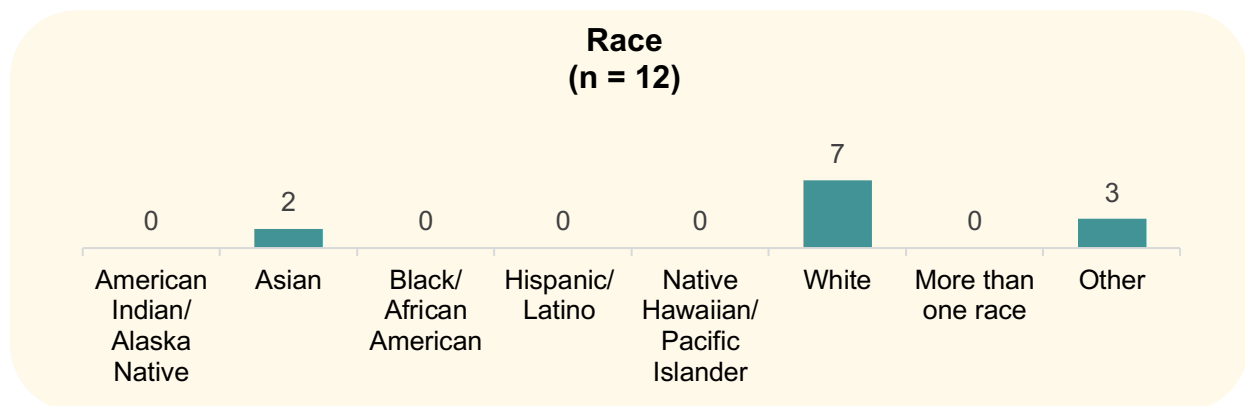 Race
(n = 12)
0
2
0
0
0
7
0
3
American
Indian/
Alaska
Native
Asian
Black/
African
American
Hispanic/
Latino
Native
Hawaiian/
Pacific
Islander
White
More than
one race
Other